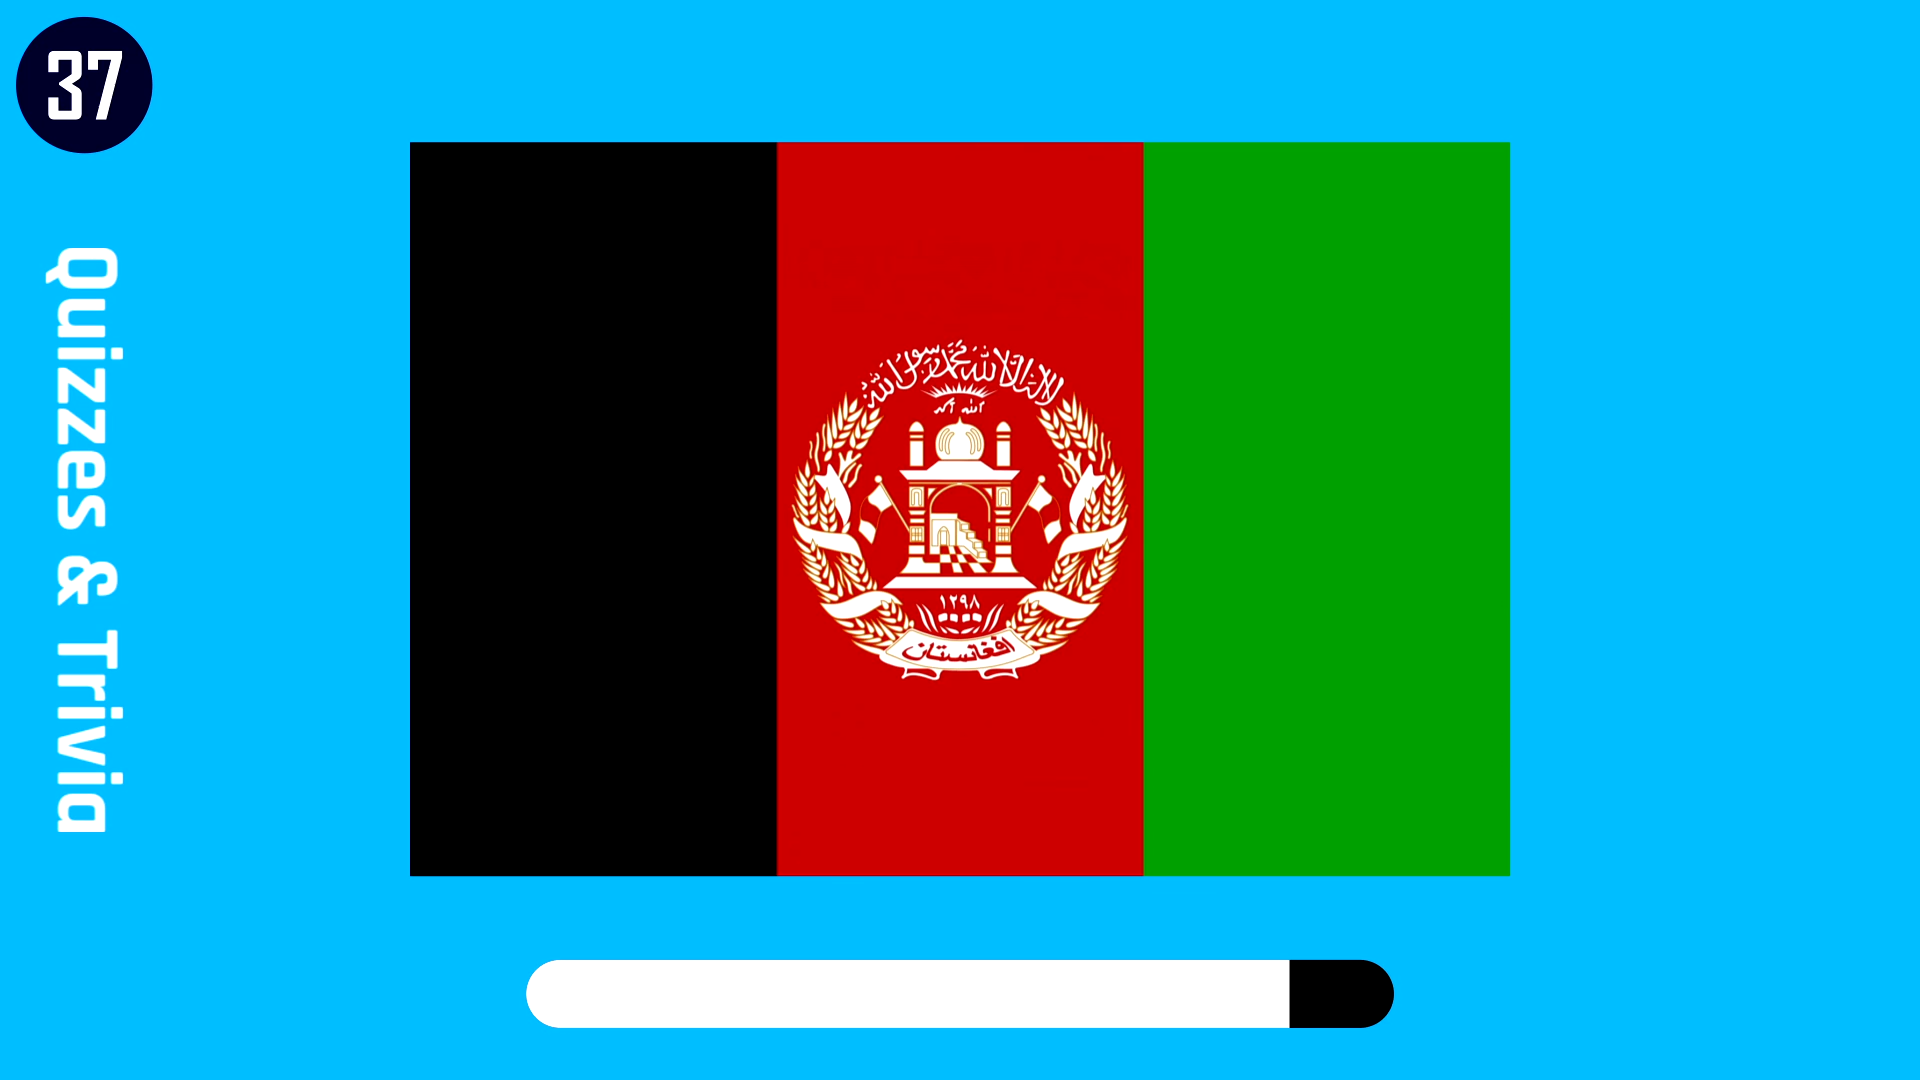 37
Quizzes & Trivia
لا إله إلا الله محمد رسول الله
الله أكبر
١٢٩٨
افغانستان